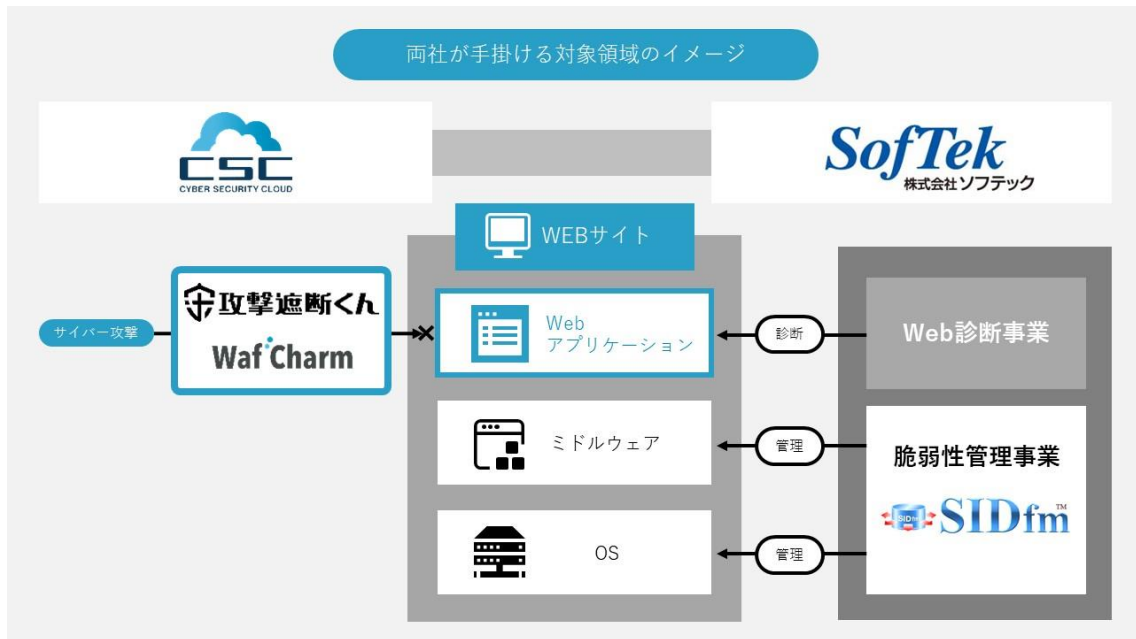 両社が手掛ける対象領域のイメージ
CSC
CYBER SECURITY CLOUD
SofTek
株式会社ソフテック
WEBサイト
サイバー攻撃
攻撃遮断くん
WafCharm
Web
アプリケーション
診断
Web診断事業
ミドルウェア
管理
脆弱性管理事業
SIDfm
SIDfm™
OS
管理